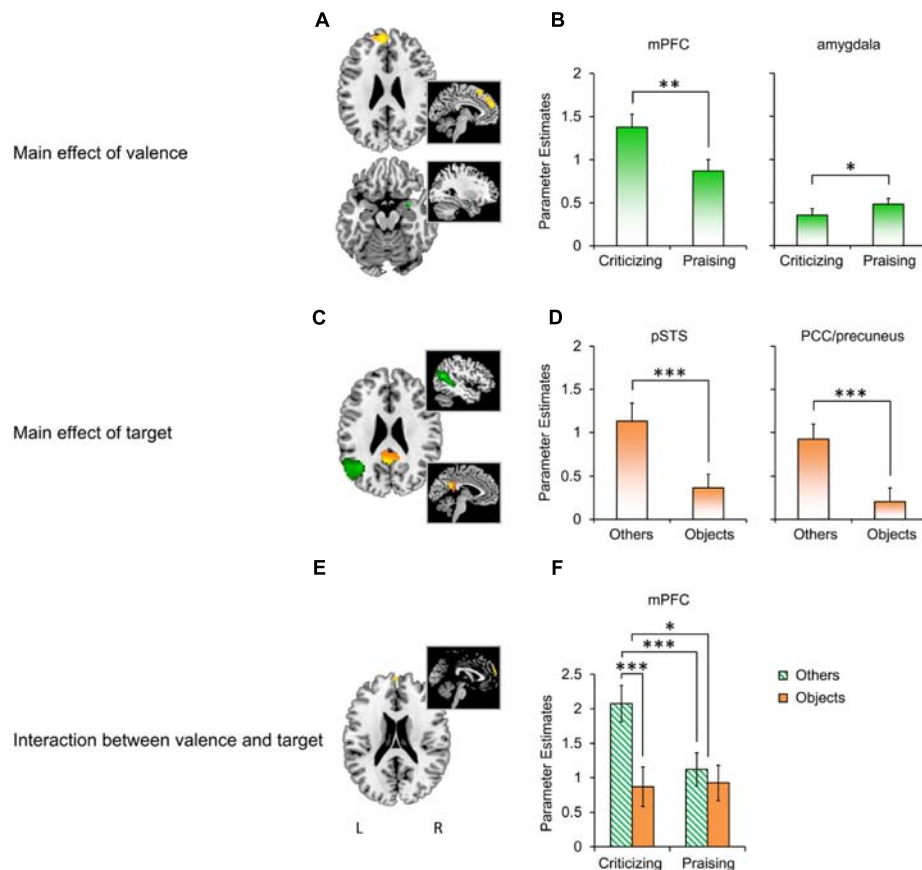 A
B
Main effect of valence
mPFC
amygdala
Parameter Estimates
2
1.5
1
0.5
0
**
*
Criticizing Praising
Criticizing Praising
C
D
Main effect of target
pSTS
PCC/precuneus
Parameter Estimates
2
1.5
1
0.5
0
***
***
Others Objects
Others Objects
E
F
Interaction between valence and target
L R
mPFC
Parameter Estimates
2.5
2
1.5
1
0.5
0
*
***
***
Others
Objects
Criticizing Praising